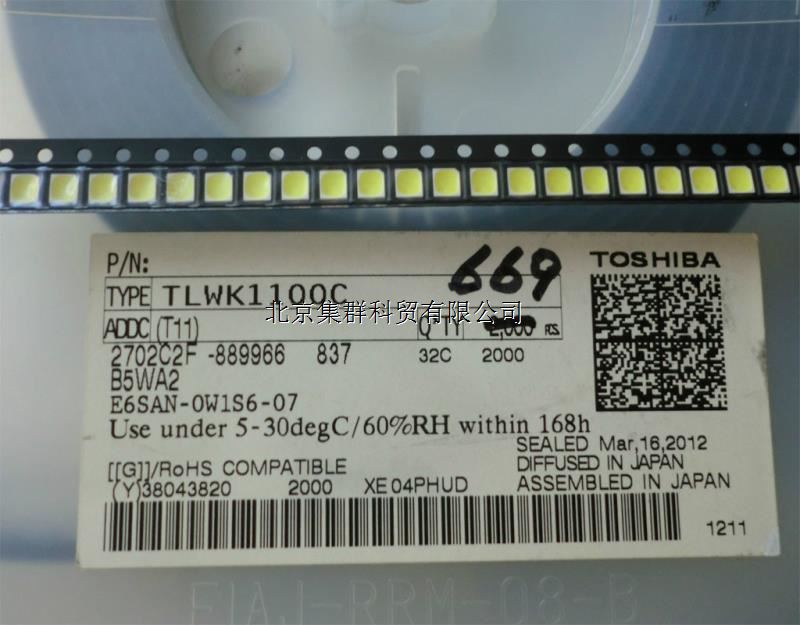 P/N:
669
TOSHIBA
TYPE TLWK1100C
北京集群科贸有限公司
ADDC (T11) Q'TY 2,000 PCS.
2702C2F -889966 837 32C 2000
B5WA2
E6SAN-0W1S6-07
Use under 5-30degC/60%RH within 168h
SEALED Mar,16,2012
[[G]]/RoHS COMPATIBLE DIFFUSED IN JAPAN
(Y)38043820 2000 XE04PHUD ASSEMBLED IN JAPAN
1211
EIAJ-RRM-08-B